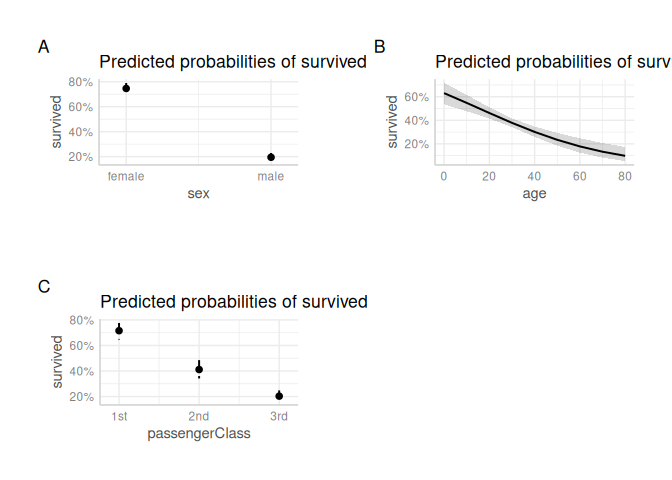 A
Predicted probabilities of survived
80%
60%
40%
20%
survived
female
male
sex
B
Predicted probabilities of surv
60%
40%
20%
survived
0
20
40
60
80
age
C
Predicted probabilities of survived
80%
60%
40%
20%
survived
1st
2nd
3rd
passengerClass